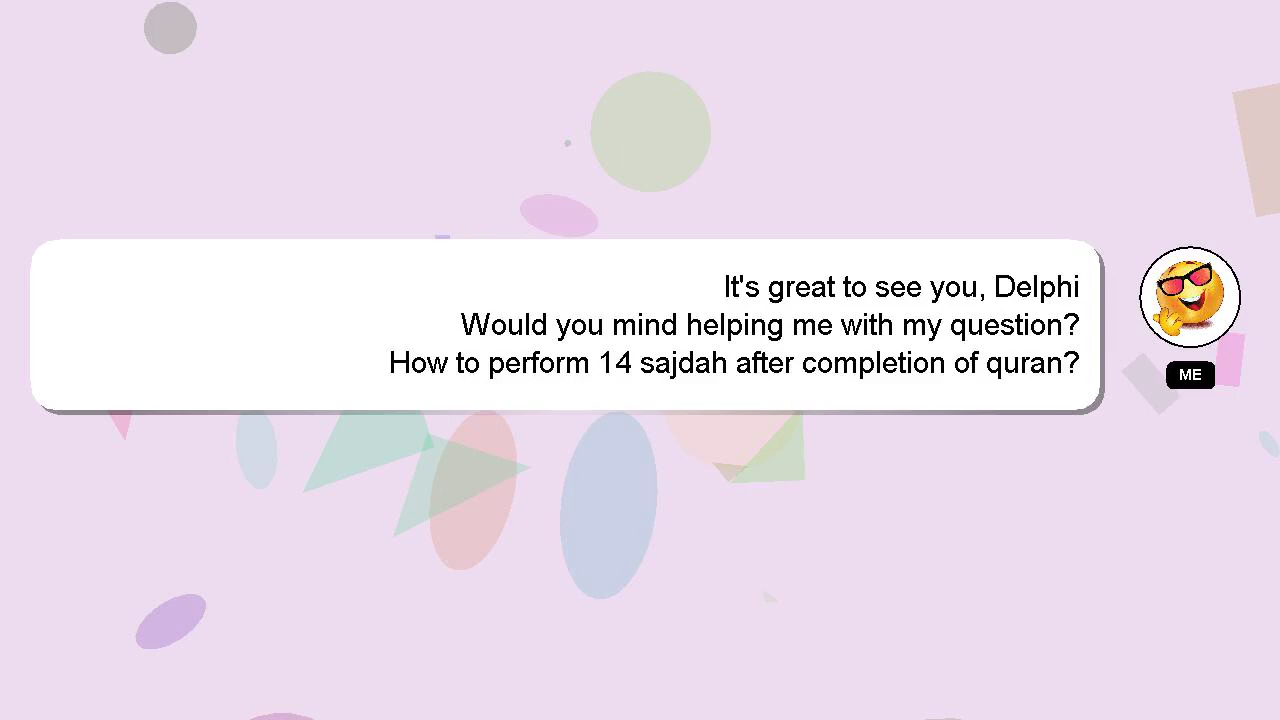 It's great to see you, Delphi
Would you mind helping me with my question?
How to perform 14 sajdah after completion of quran?
ME